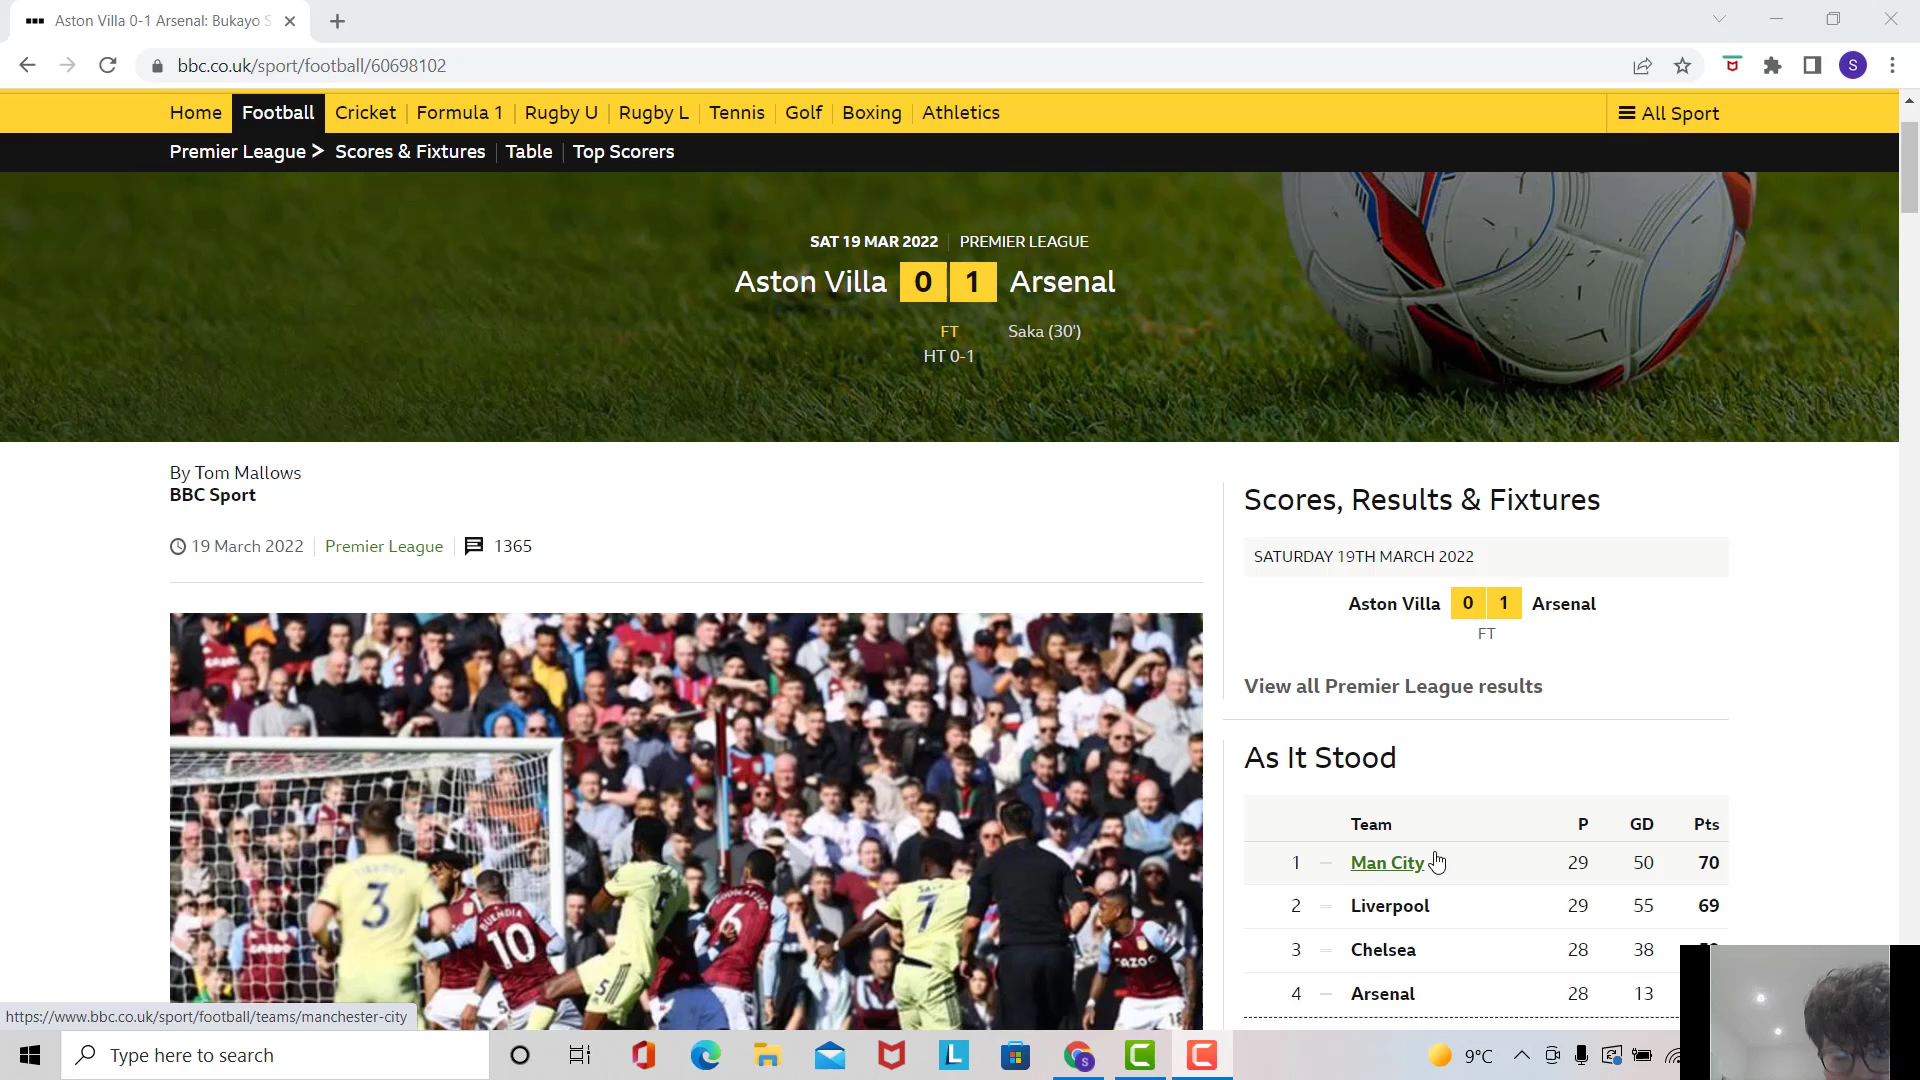 Aston Villa 0-1 Arsenal: Bukayo S
bbc.co.uk/sport/football/60698102
S
Home Football Cricket Formula 1 Rugby U Rugby L Tennis Golf Boxing Athletics All Sport
Premier League Scores & Fixtures Table Top Scorers
SAT 19 MAR 2022 PREMIER LEAGUE
Aston Villa 0 1 Arsenal
FT Saka (30')
HT 0-1
By Tom Mallows
BBC Sport
19 March 2022 Premier League 1365
Scores, Results & Fixtures
SATURDAY 19TH MARCH 2022
Aston Villa 0 1 Arsenal
FT
View all Premier League results
As It Stood
Team P GD Pts
1 Man City 29 50 70
2 Liverpool 29 55 69
3 Chelsea 28 38
4 Arsenal 28 13
3
10
5
6
7
https://www.bbc.co.uk/sport/football/teams/manchester-city
Type here to search
9°C